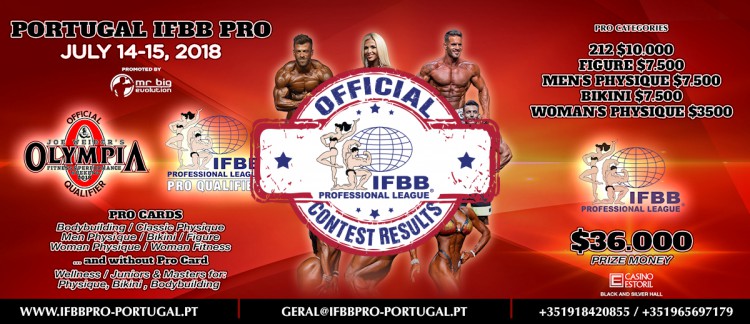 PORTUGAL IFBB PRO
JULY 14-15, 2018
PROMOTED BY
mr big
evolution
OFFICIAL
JOE WEIDER'S
OLYMPIA
QUALIFIER
IFBB
PRO QUALIFIE
PRO CARDS
Bodybuilding / Classic Physique
Men Physique / Bikini / Figure
Woman Physique / Woman Fitness
... and without Pro Card
Wellness / Juniors & Masters for:
Physique, Bikini , Bodybuilding
OFFICIAL
IFBB
PROFESSIONAL LEAGUE®
CONTEST RESULTS
PRO CATEGORIES
212 $10.000
FIGURE $7.500
MEN'S PHYSIQUE $7.500
BIKINI $7.500
WOMAN'S PHYSIQUE $3500
IFBB
PROFESSIONAL LEAGUE
$36.000
PRIZE MONEY
CASINO
ESTORIL
BLACK AND SILVER HALL
WWW.IFBBPRO-PORTUGAL.PT
GERAL@IFBBPRO-PORTUGAL.PT
+351918420855 / +351965697179